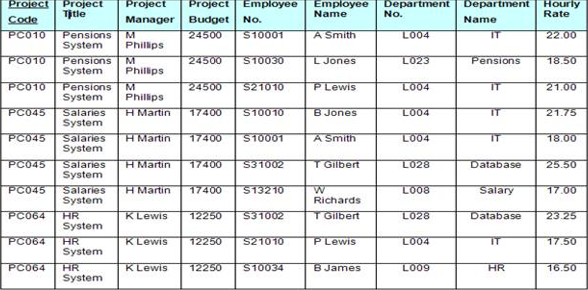 Project Code Project Title Project Manager Project Budget Employee No. Employee Name Department No. Department Name Hourly Rate
PC010 Pensions System M Phillips 24500 S10001 A Smith L004 IT 22.00
PC010 Pensions System M Phillips 24500 S10030 L Jones L023 Pensions 18.50
PC010 Pensions System M Phillips 24500 S21010 P Lewis L004 IT 21.00
PC045 Salaries System H Martin 17400 S10010 B Jones L004 IT 21.75
PC045 Salaries System H Martin 17400 S10001 A Smith L004 IT 18.00
PC045 Salaries System H Martin 17400 S31002 T Gilbert L028 Database 25.50
PC045 Salaries System H Martin 17400 S13210 W Richards L008 Salary 17.00
PC064 HR System K Lewis 12250 S31002 T Gilbert L028 Database 23.25
PC064 HR System K Lewis 12250 S21010 P Lewis L004 IT 17.50
PC064 HR System K Lewis 12250 S10034 B James L009 HR 16.50